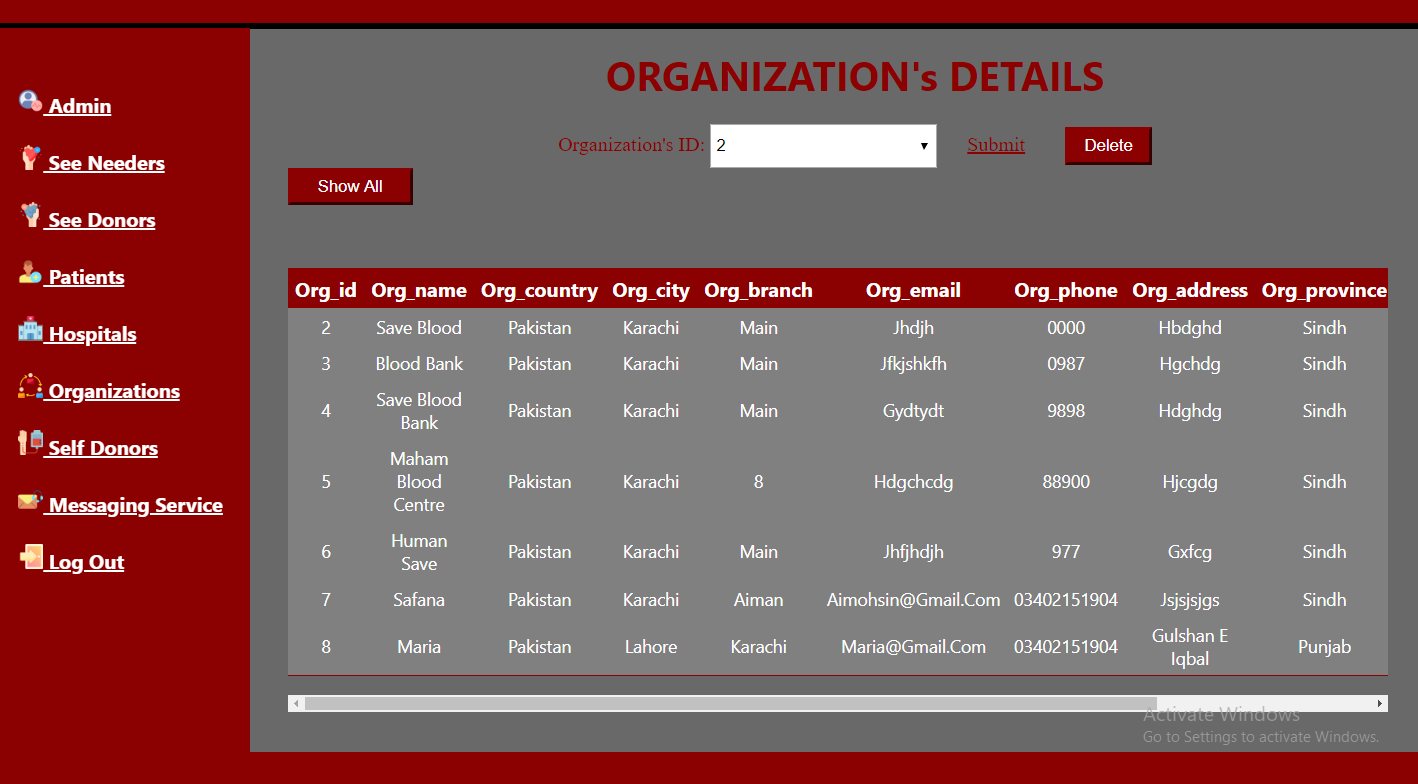 ORGANIZATION's DETAILS
Organization's ID: 2 Submit Delete
Show All
Admin
See Needers
See Donors
Patients
Hospitals
Organizations
Self Donors
Messaging Service
Log Out
Org_id Org_name Org_country Org_city Org_branch Org_email Org_phone Org_address Org_province
2 Save Blood Pakistan Karachi Main Jhdjh 0000 Hbdghd Sindh
3 Blood Bank Pakistan Karachi Main Jfkjshkfh 0987 Hgchdg Sindh
4 Save Blood Bank Pakistan Karachi Main Gydtydt 9898 Hdghdg Sindh
5 Maham Blood Centre Pakistan Karachi 8 Hdgchcdg 88900 Hjcgdg Sindh
6 Human Save Pakistan Karachi Main Jhfjhdjh 977 Gxfcg Sindh
7 Safana Pakistan Karachi Aiman Aimohsin@Gmail.Com 03402151904 Jsjsjsjgs Sindh
8 Maria Pakistan Lahore Karachi Maria@Gmail.Com 03402151904 Gulshan E Iqbal Punjab
Activate Windows
Go to Settings to activate Windows.